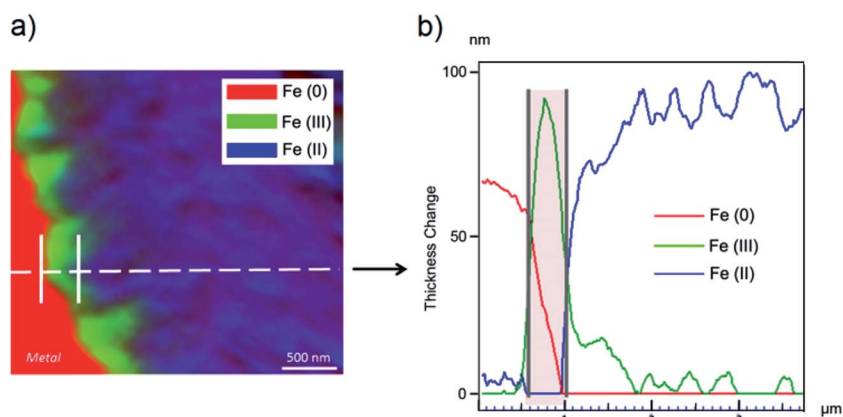 a)
Fe (0)
Fe (III)
Fe (II)
Metal
500 nm
b)
nm
100
50
0
Thickness Change
Fe (0)
Fe (III)
Fe (II)
µm